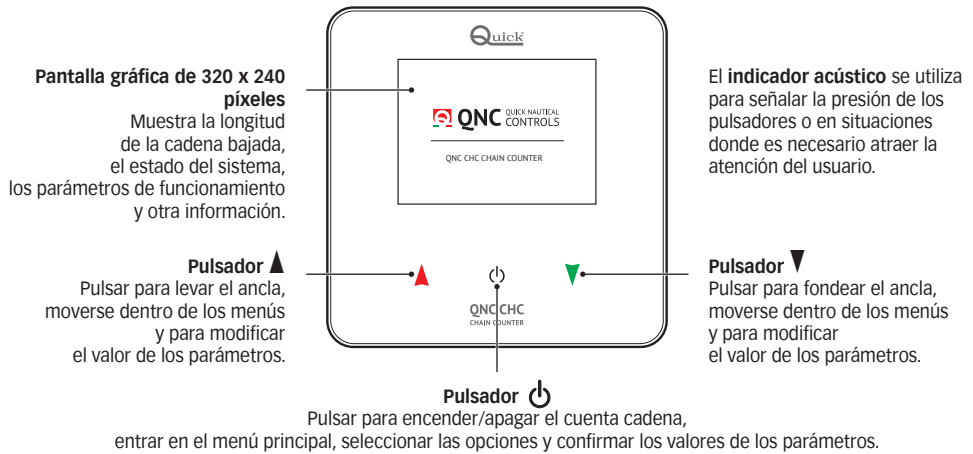 Quick
Pantalla gráfica de 320 x 240
píxeles
Muestra la longitud
de la cadena bajada,
el estado del sistema,
los parámetros de funcionamiento
y otra información.
QNC QUICK NAUTICAL
CONTROLS
QNC CHC CHAIN COUNTER
El indicador acústico se utiliza
para señalar la presión de los
pulsadores o en situaciones
donde es necesario atraer la
atención del usuario.
Pulsador ▲
Pulsar para levar el ancla,
moverse dentro de los menús
y para modificar
el valor de los parámetros.
QNC CHC
CHAIN COUNTER
Pulsador ▼
Pulsar para fondear el ancla,
moverse dentro de los menús
y para modificar
el valor de los parámetros.
Pulsador ⏻
Pulsar para encender/apagar el cuenta cadena,
entrar en el menú principal, seleccionar las opciones y confirmar los valores de los parámetros.